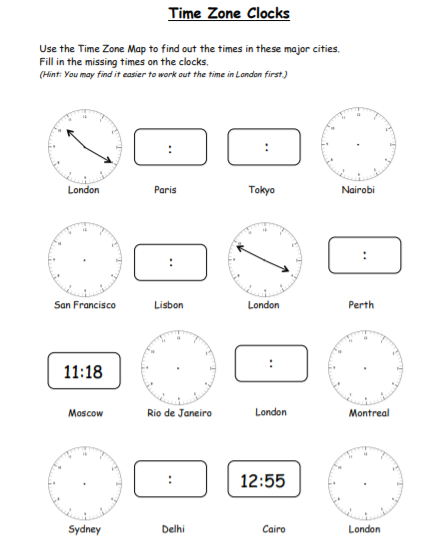 Time Zone Clocks
Use the Time Zone Map to find out the times in these major cities.
Fill in the missing times on the clocks.
(Hint: You may find it easier to work out the time in London first.)
: :
London Paris Tokyo Nairobi
: :
San Francisco Lisbon London Perth
11:18 :
Moscow Rio de Janeiro London Montreal
: 12:55
Sydney Delhi Cairo London